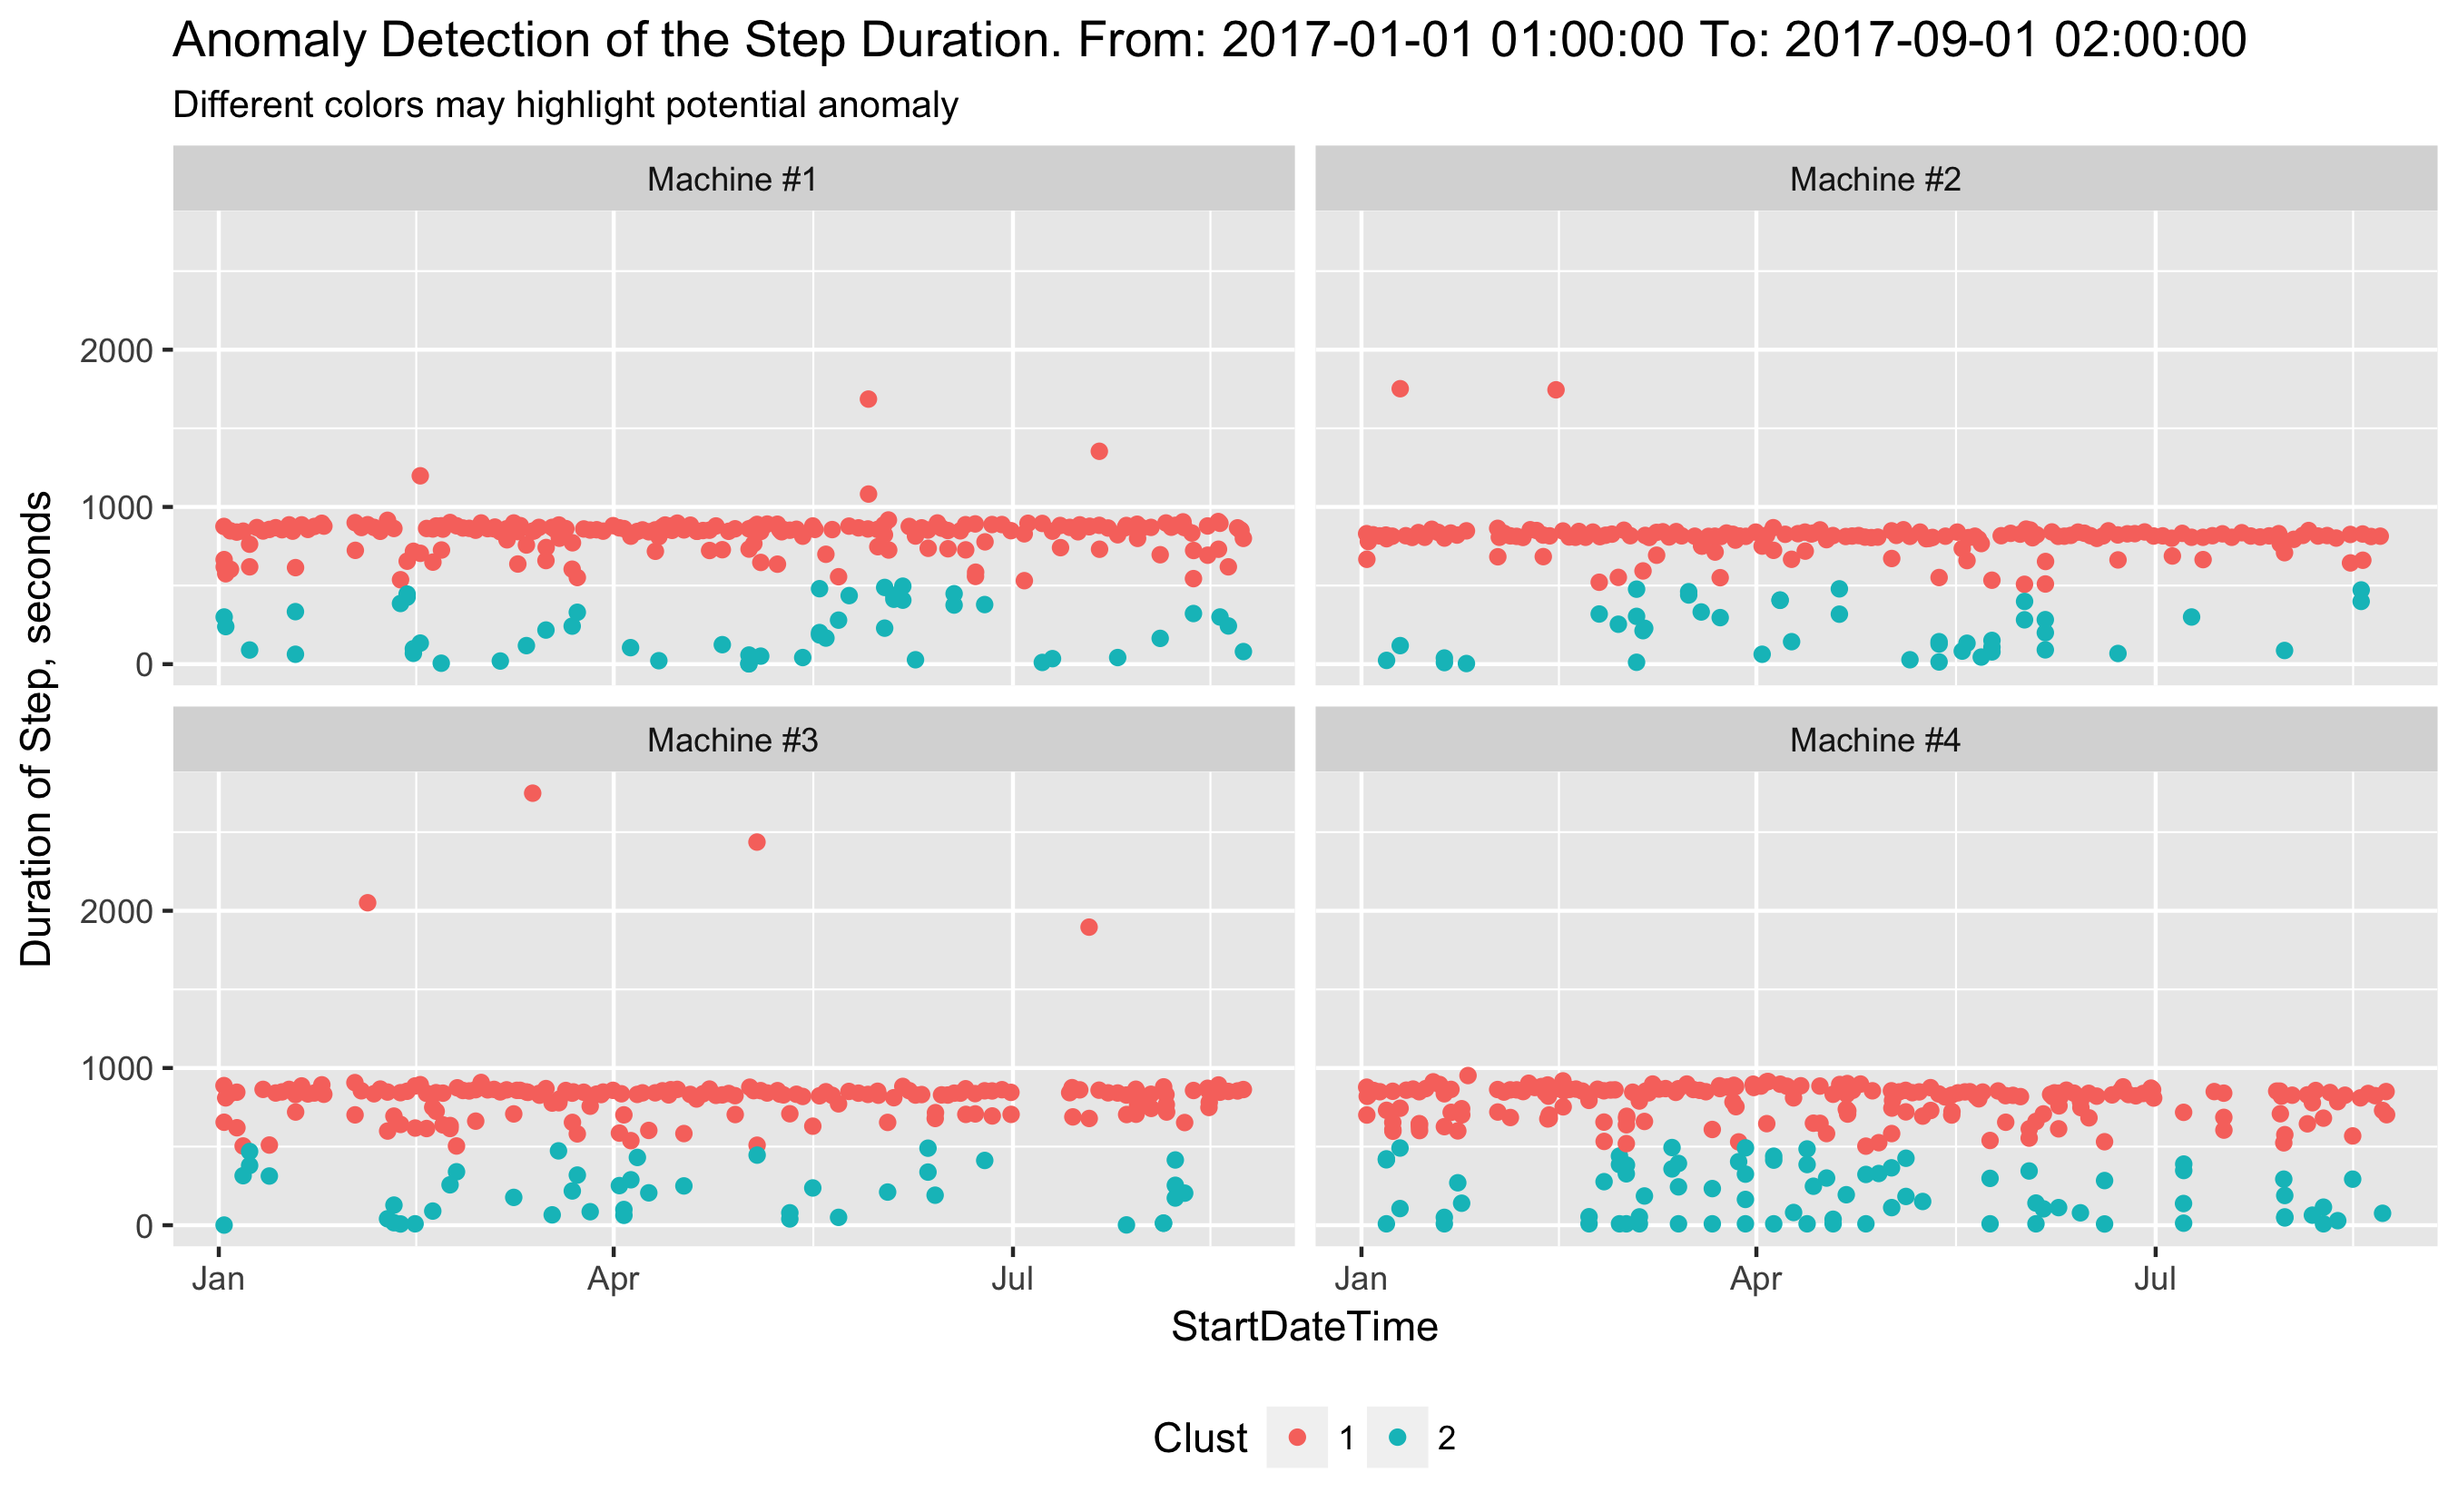 Anomaly Detection of the Step Duration. From: 2017-01-01 01:00:00 To: 2017-09-01 02:00:00
Different colors may highlight potential anomaly
Machine #1
Machine #2
2000
1000
0
Machine #3
Machine #4
2000
1000
0
Duration of Step, seconds
Jan
Apr
Jul
Jan
Apr
Jul
StartDateTime
Clust
1
2